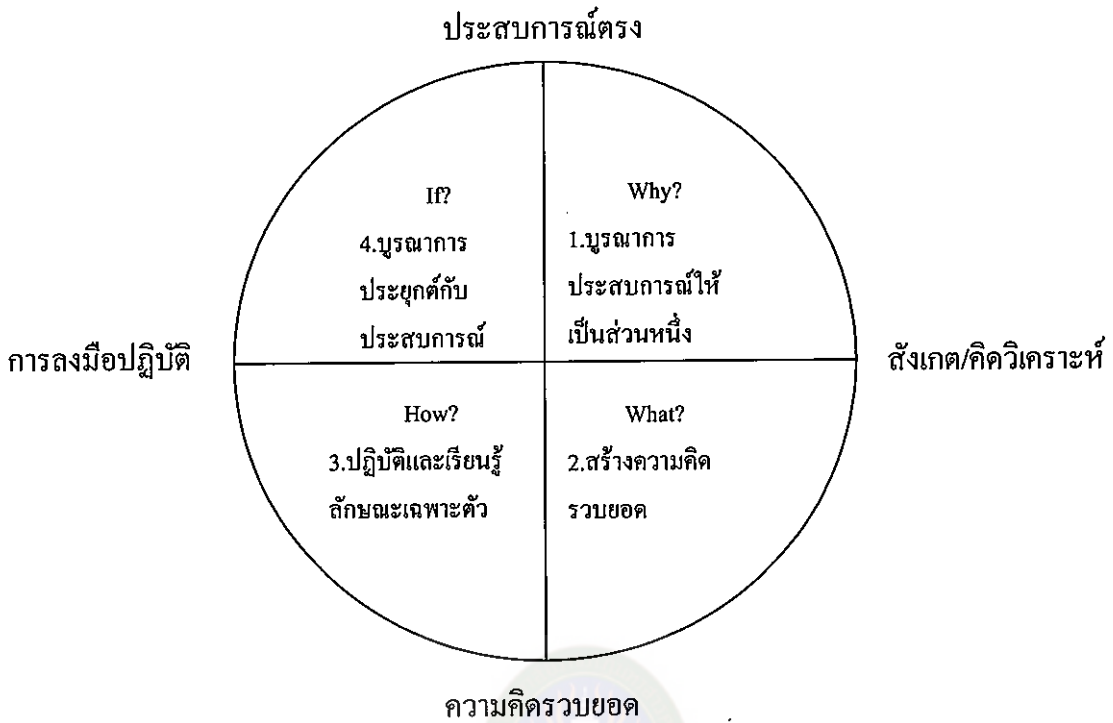 ประสบการณ์ตรง
If?
4.บูรณาการ
ประยุกต์กับ
ประสบการณ์
Why?
1.บูรณาการ
ประสบการณ์ให้
เป็นส่วนหนึ่ง
การลงมือปฏิบัติ
สังเกต/คิดวิเคราะห์
How?
3.ปฏิบัติและเรียนรู้
ลักษณะเฉพาะตัว
What?
2.สร้างความคิด
รวบยอด
ความคิดรวบยอด